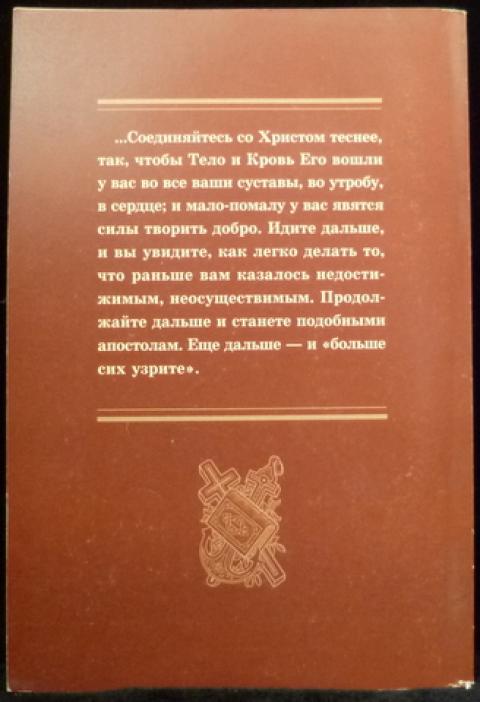 ...Соединяйтесь со Христом теснее,
так, чтобы Тело и Кровь Его вошли
у вас во все ваши суставы, во утробу,
в сердце; и мало-помалу у вас явятся
силы творить добро. Идите дальше,
и вы увидите, как легко делать то,
что раньше вам казалось недости-
жимым, неосуществимым. Продол-
жайте дальше и станете подобными
апостолам. Еще дальше — и «больше
сих узрите».